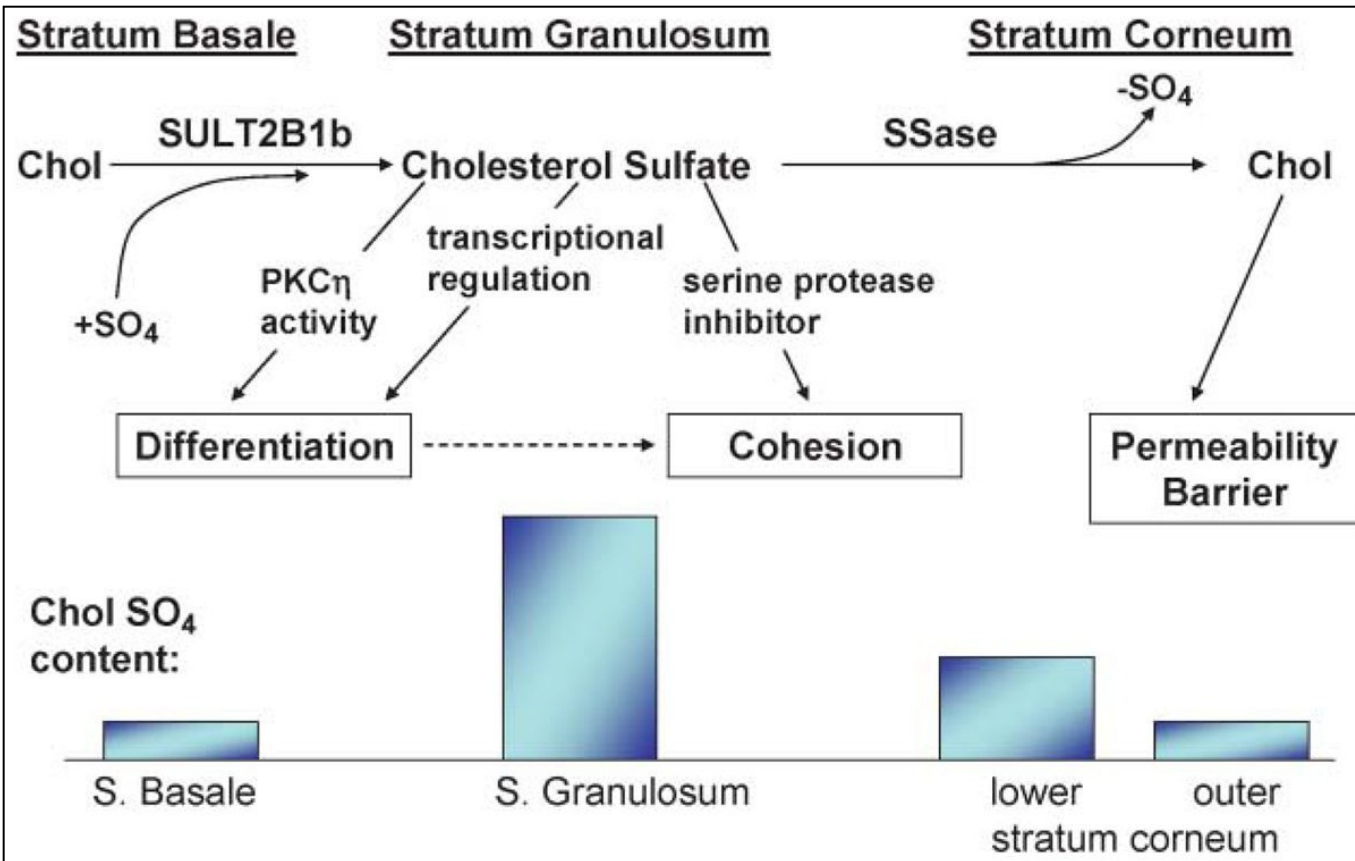 Stratum Basale Stratum Granulosum Stratum Corneum
-SO₄
SULT2B1b SSase
Chol Cholesterol Sulfate Chol
transcriptional
regulation
PKCη
activity
serine protease
inhibitor
+SO₄
Differentiation Cohesion Permeability
Barrier
Chol SO₄
content:
S. Basale S. Granulosum lower outer
stratum corneum